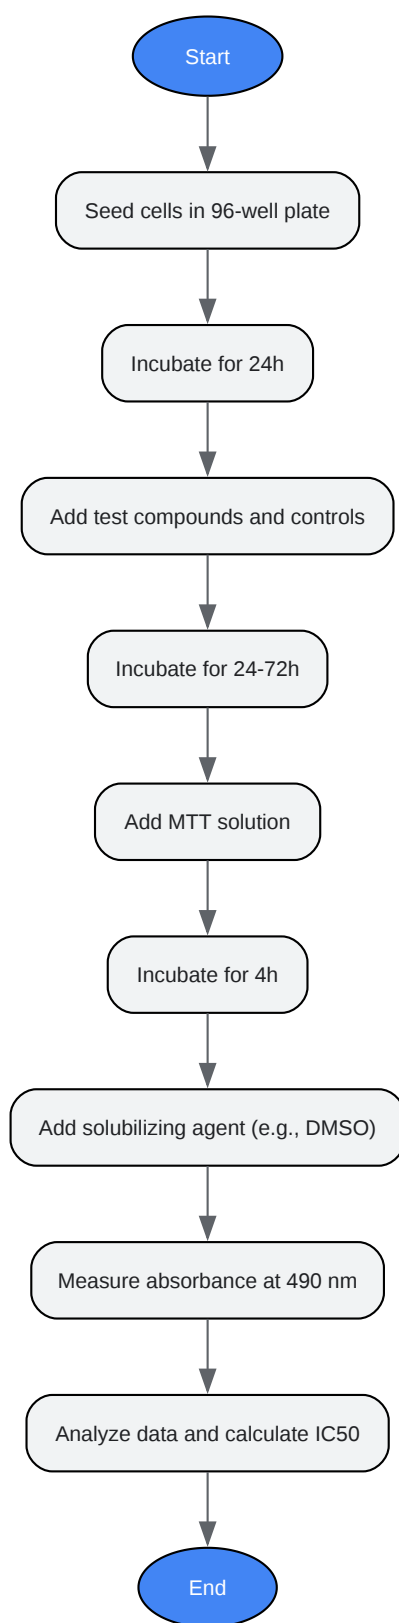 Start
Seed cells in 96-well plate
Incubate for 24h
Add test compounds and controls
Incubate for 24-72h
Add MTT solution
Incubate for 4h
Add solubilizing agent (e.g., DMSO)
Measure absorbance at 490 nm
Analyze data and calculate IC50
End